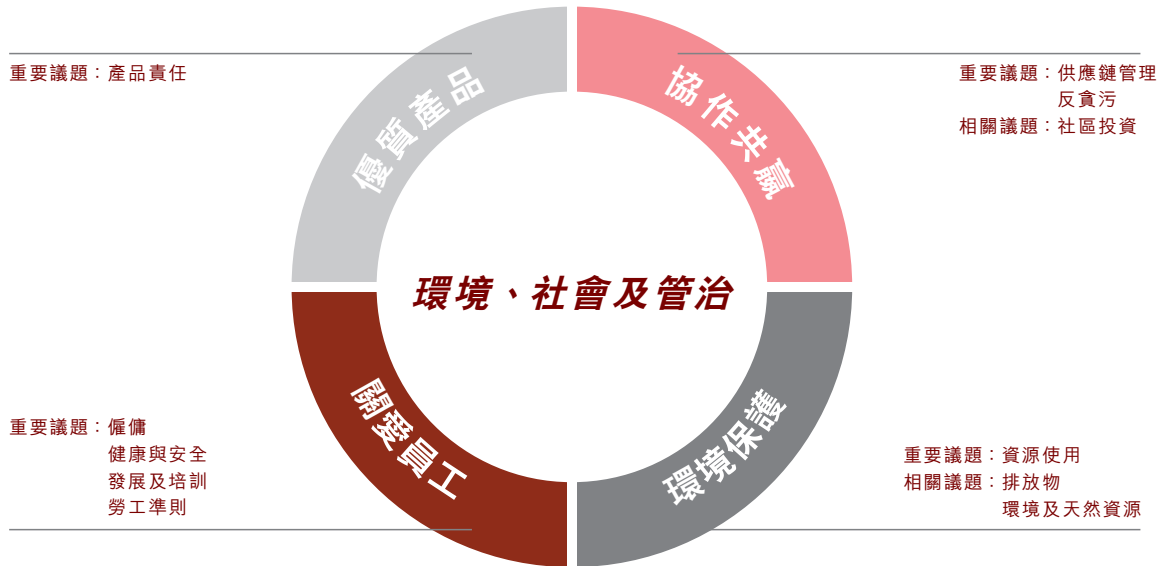 優質產品
重要議題：產品責任
協作共贏
重要議題：供應鏈管理
反貪污
相關議題：社區投資
環境、社會及管治
關愛員工
重要議題：僱傭
健康與安全
發展及培訓
勞工準則
環境保護
重要議題：資源使用
相關議題：排放物
環境及天然資源